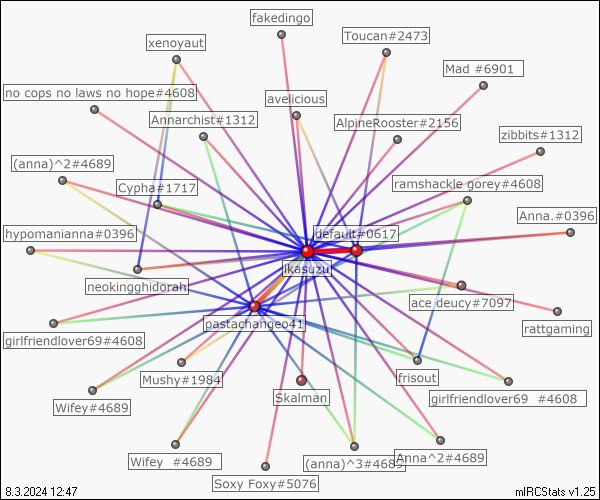 fakedingo
Toucan#2473
xenoyaut
Mad #6901
no cops no laws no hope#4608
avelicious
Annarchist#1312
AlpineRooster#2156
zibbits#1312
(anna)^2#4689
Cypha#1717
ramshackle gorey#4608
Anna.#0396
hypomanianna#0396
default#0617
ikasuzu
neokingghidorah
ace_deucy#7097
rattgaming
pastachangeo41
girlfriendlover69#4608
Mushy#1984
frisout
Skalman
girlfriendlover69 #4608
Wifey#4689
Wifey #4689
(anna)^3#4689
Anna^2#4689
Soxy Foxy#5076
8.3.2024 12:47
mIRCStats v1.25